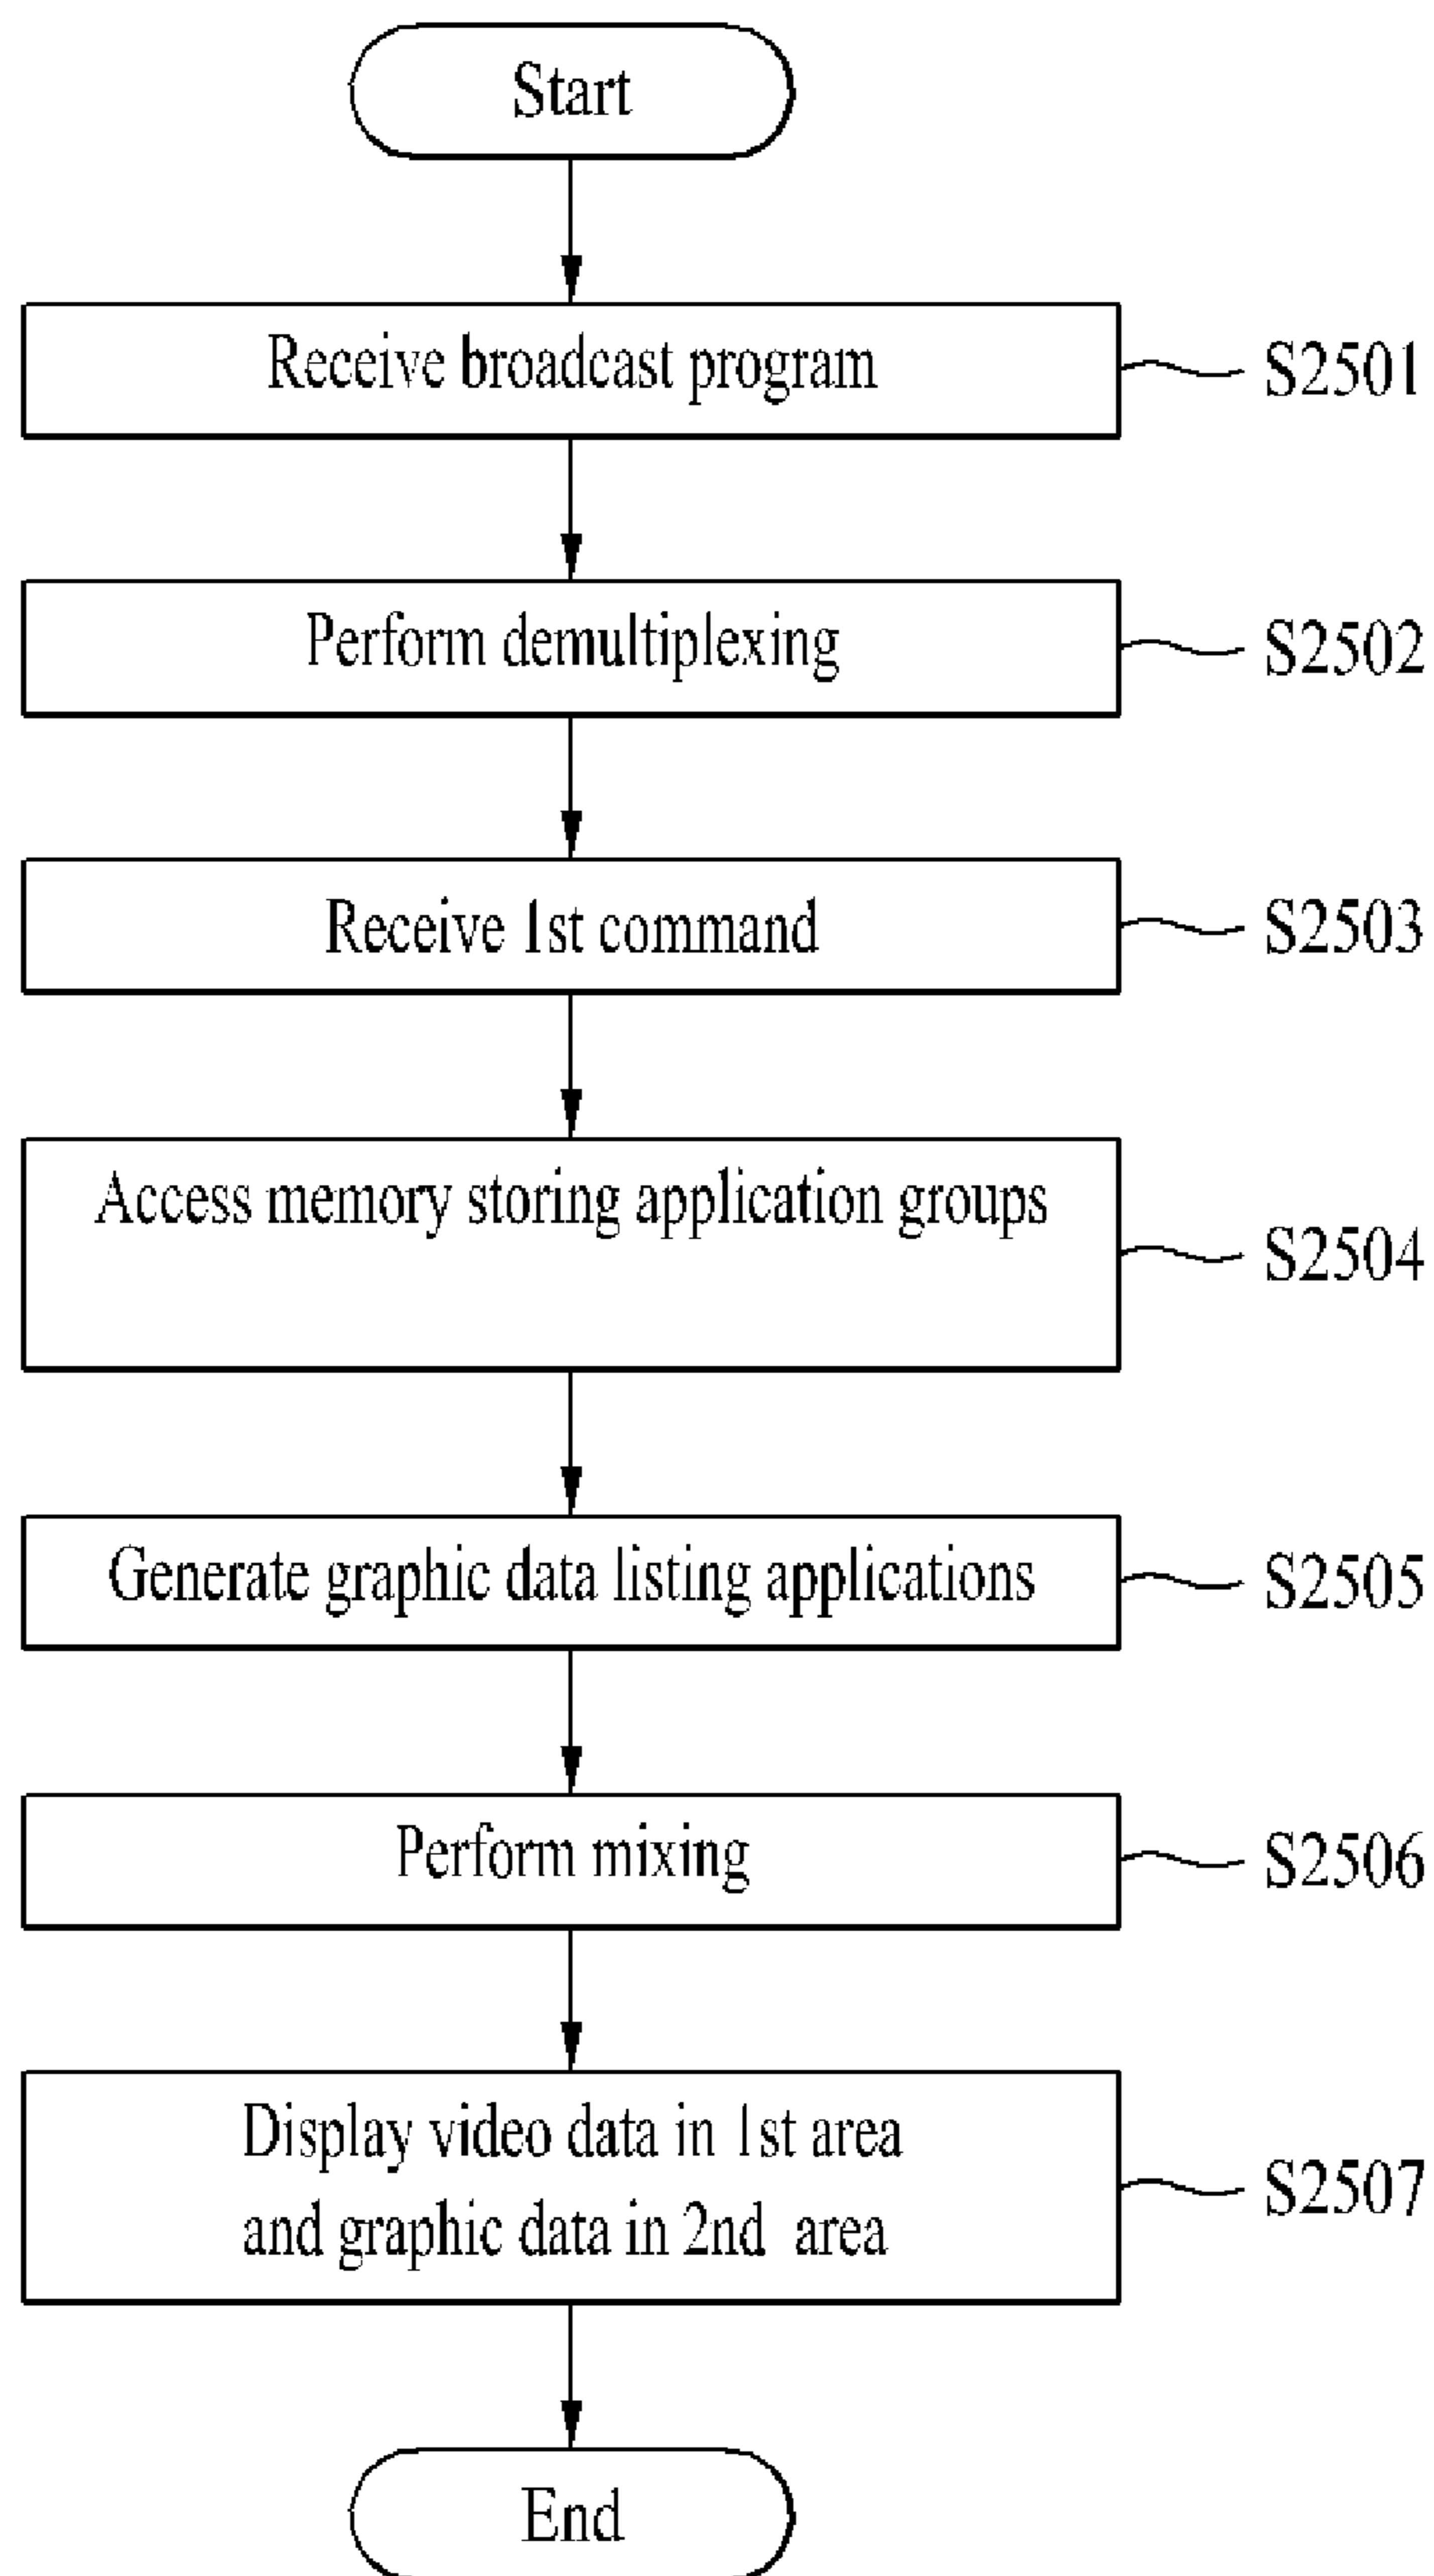 Start
Receive broadcast program
S2501
Perform demultiplexing
S2502
Receive 1st command
S2503
Access memory storing application groups
S2504
Generate graphic data listing applications
S2505
Perform mixing
S2506
Display video data in 1st area
and graphic data in 2nd area
S2507
End